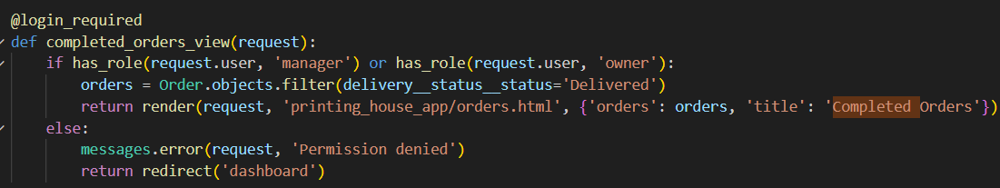 @login_required
def completed_orders_view(request):
    if has_role(request.user, 'manager') or has_role(request.user, 'owner'):
        orders = Order.objects.filter(delivery__status__status='Delivered')
        return render(request, 'printing_house_app/orders.html', {'orders': orders, 'title': 'Completed Orders'})
    else:
        messages.error(request, 'Permission denied')
        return redirect('dashboard')